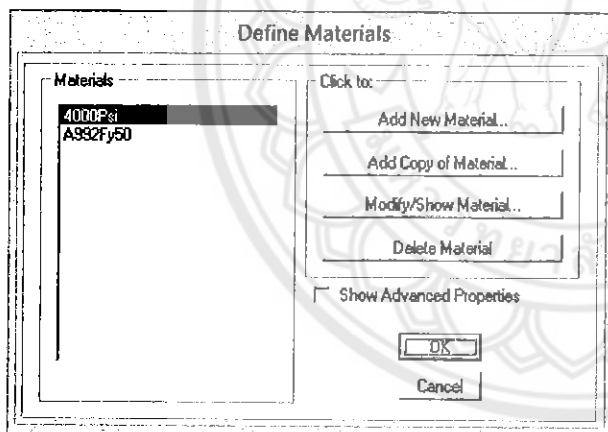 Define Materials
Materials
4000Psi
A992Fy50
Click to:
Add New Material...
Add Copy of Material...
Modify/Show Material...
Delete Material
Show Advanced Properties
OK
Cancel